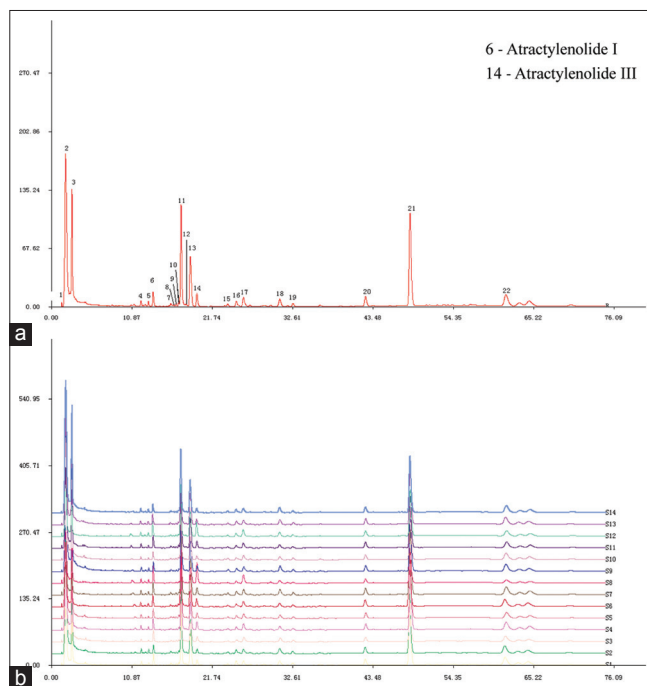 6 - Atractylenolide I
14 - Atractylenolide III
270.47
202.86
135.24
67.62
0.00
1
2
3
4
5
6
7
8
9
10
11
12
13
14
15
16
17
18
19
20
21
22
R
0.00 10.87 21.74 32.61 43.48 54.35 65.22 76.09
a
540.95
405.71
270.47
135.24
0.00
S14
S13
S12
S11
S10
S9
S8
S7
S6
S5
S4
S3
S2
S1
0.00 10.87 21.74 32.61 43.48 54.35 65.22 76.09
b